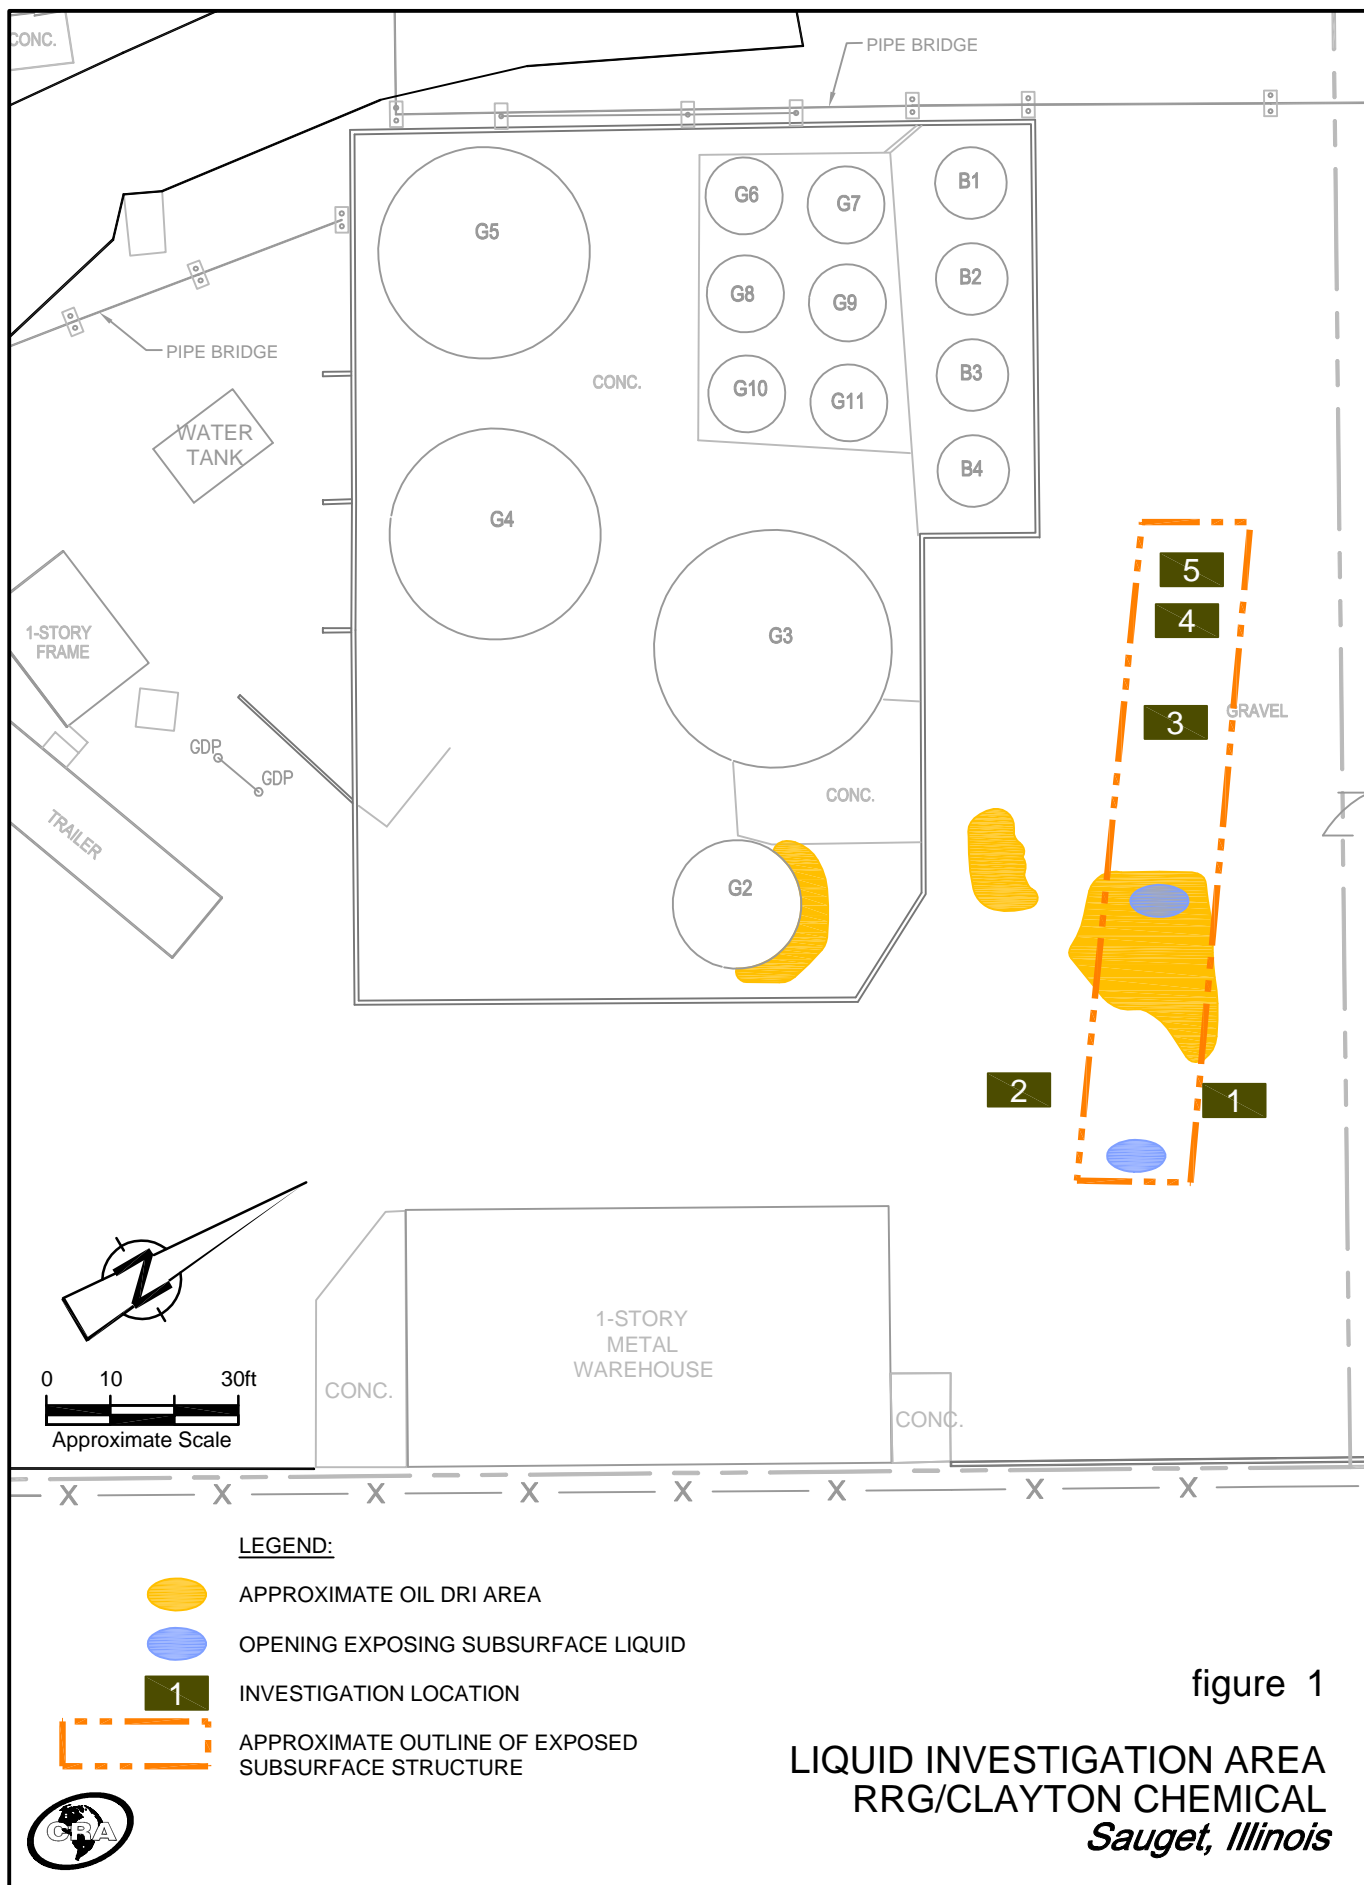 CONC.
PIPE BRIDGE
G5
G6
G7
B1
G8
G9
B2
PIPE BRIDGE
CONC.
G10
G11
B3
WATER
TANK
B4
G4
5
4
1-STORY
FRAME
G3
3
GRAVEL
GDP
GDP
CONC.
TRAILER
G2
2
1
N
1-STORY
METAL
WAREHOUSE
0 10 30ft
Approximate Scale
CONC.
CONC.
X X X X X X X X
LEGEND:
APPROXIMATE OIL DRI AREA
OPENING EXPOSING SUBSURFACE LIQUID
1 INVESTIGATION LOCATION
APPROXIMATE OUTLINE OF EXPOSED
SUBSURFACE STRUCTURE
CRA
figure 1
LIQUID INVESTIGATION AREA
RRG/CLAYTON CHEMICAL
Sauget, Illinois